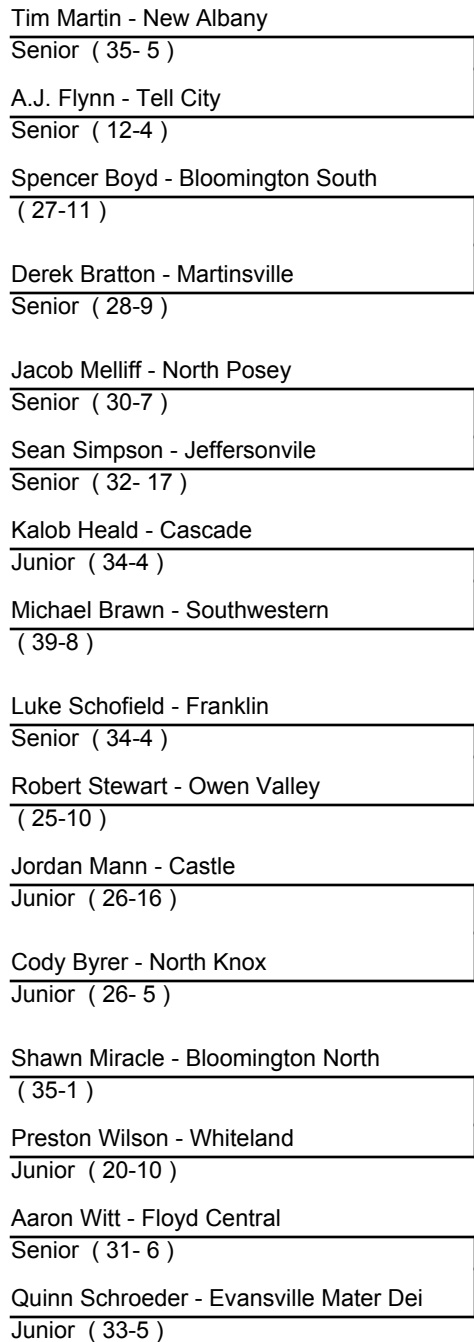 Tim Martin - New Albany
Senior ( 35- 5 )
A.J. Flynn - Tell City
Senior ( 12-4 )
Spencer Boyd - Bloomington South
( 27-11 )
Derek Bratton - Martinsville
Senior ( 28-9 )
Jacob Melliff - North Posey
Senior ( 30-7 )
Sean Simpson - Jeffersonvile
Senior ( 32- 17 )
Kalob Heald - Cascade
Junior ( 34-4 )
Michael Brawn - Southwestern
( 39-8 )
Luke Schofield - Franklin
Senior ( 34-4 )
Robert Stewart - Owen Valley
( 25-10 )
Jordan Mann - Castle
Junior ( 26-16 )
Cody Byrer - North Knox
Junior ( 26- 5 )
Shawn Miracle - Bloomington North
( 35-1 )
Preston Wilson - Whiteland
Junior ( 20-10 )
Aaron Witt - Floyd Central
Senior ( 31- 6 )
Quinn Schroeder - Evansville Mater Dei
Junior ( 33-5 )